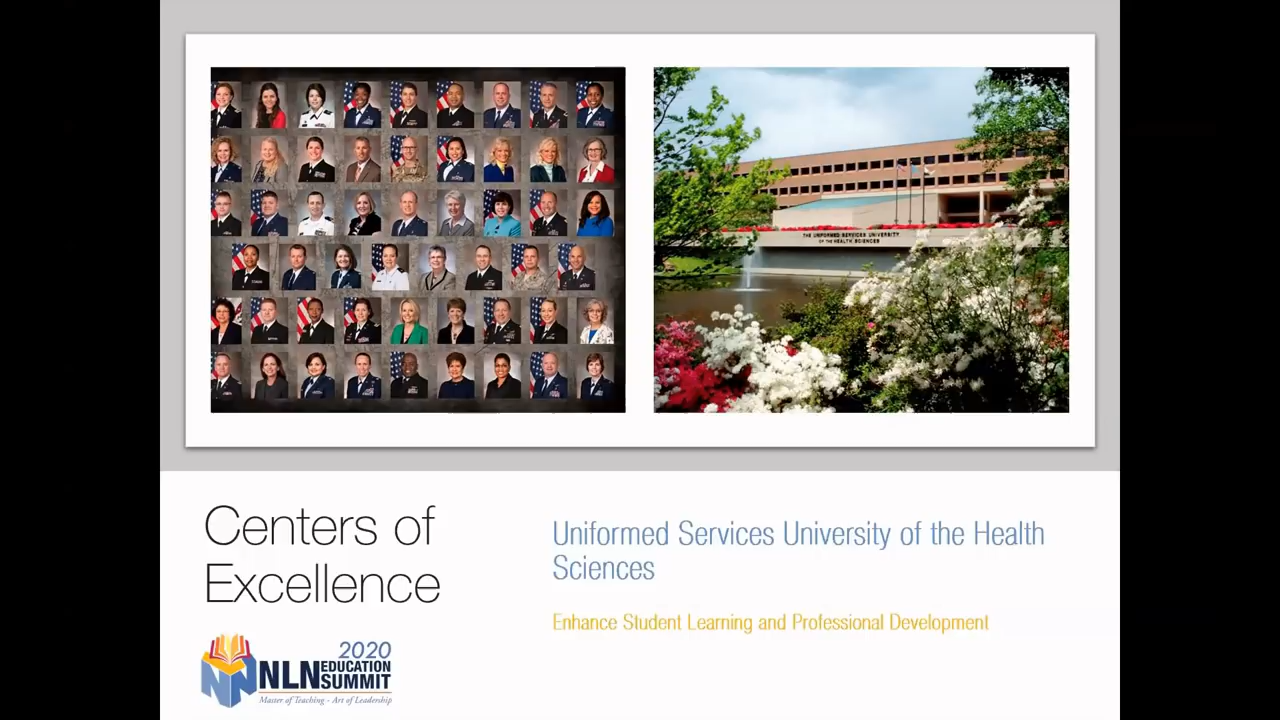 THE UNIFORMED SERVICES UNIVERSITY
OF THE HEALTH SCIENCES
Centers of
Excellence
Uniformed Services University of the Health
Sciences
Enhance Student Learning and Professional Development
2020
NLN EDUCATION
SUMMIT
Master of Teaching - Art of Leadership